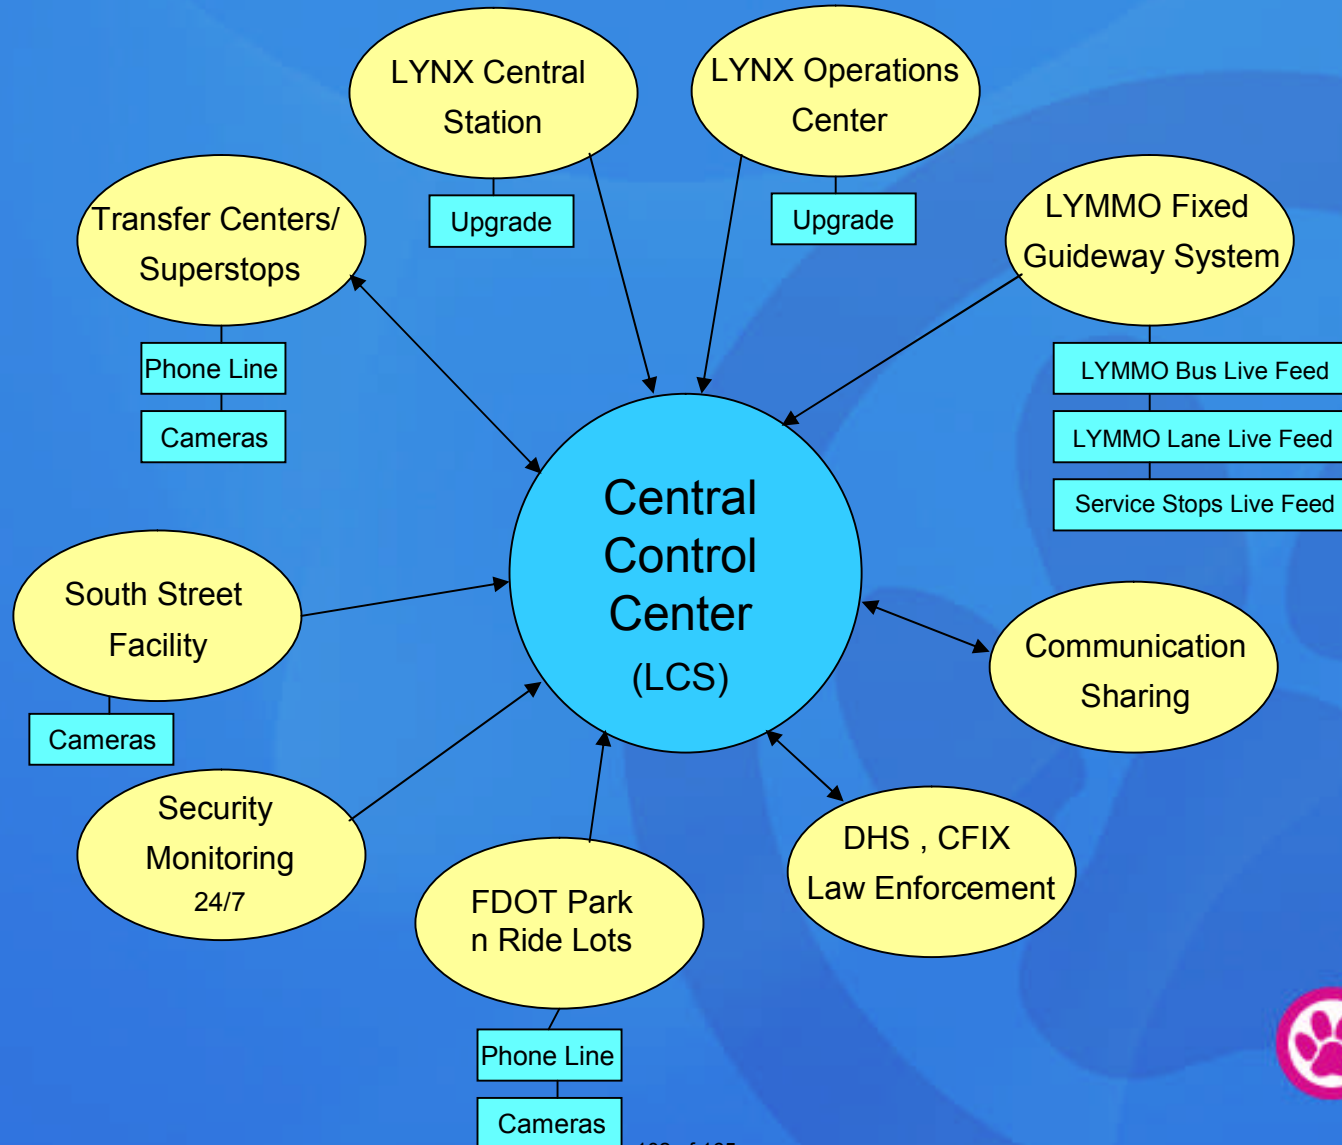 LYNX Central
Station
Upgrade
LYNX Operations
Center
Upgrade
Transfer Centers/
Superstops
Phone Line
Cameras
LYMMO Fixed
Guideway System
LYMMO Bus Live Feed
LYMMO Lane Live Feed
Service Stops Live Feed
Central
Control
Center
(LCS)
South Street
Facility
Cameras
Communication
Sharing
Security
Monitoring
24/7
DHS , CFIX
Law Enforcement
FDOT Park
n Ride Lots
Phone Line
Cameras